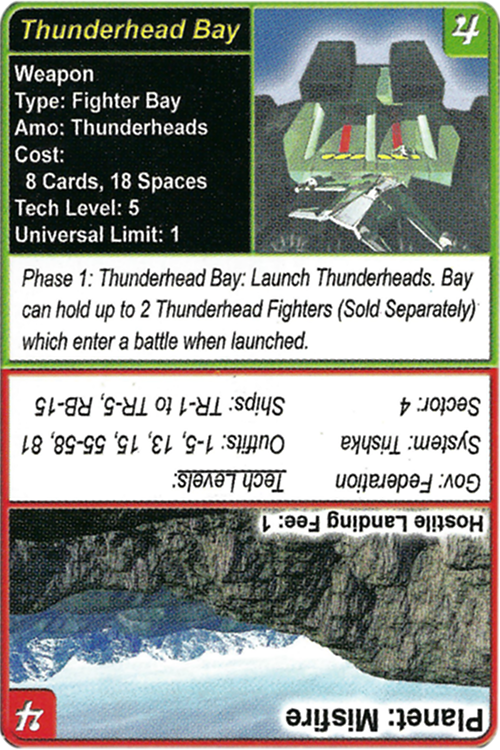 Thunderhead Bay
4
Weapon
Type: Fighter Bay
Amo: Thunderheads
Cost:
8 Cards, 18 Spaces
Tech Level: 5
Universal Limit: 1
Phase 1: Thunderhead Bay: Launch Thunderheads. Bay
can hold up to 2 Thunderhead Fighters (Sold Separately)
which enter a battle when launched.
Planet: Misfire
4
Hostile Landing Fee: 1
Gov: Federation
System: Trishka
Sector: 4
Tech Levels:
Outfits: 1-5, 13, 15, 55-58, 81
Ships: TR-1 to TR-5, RB-15